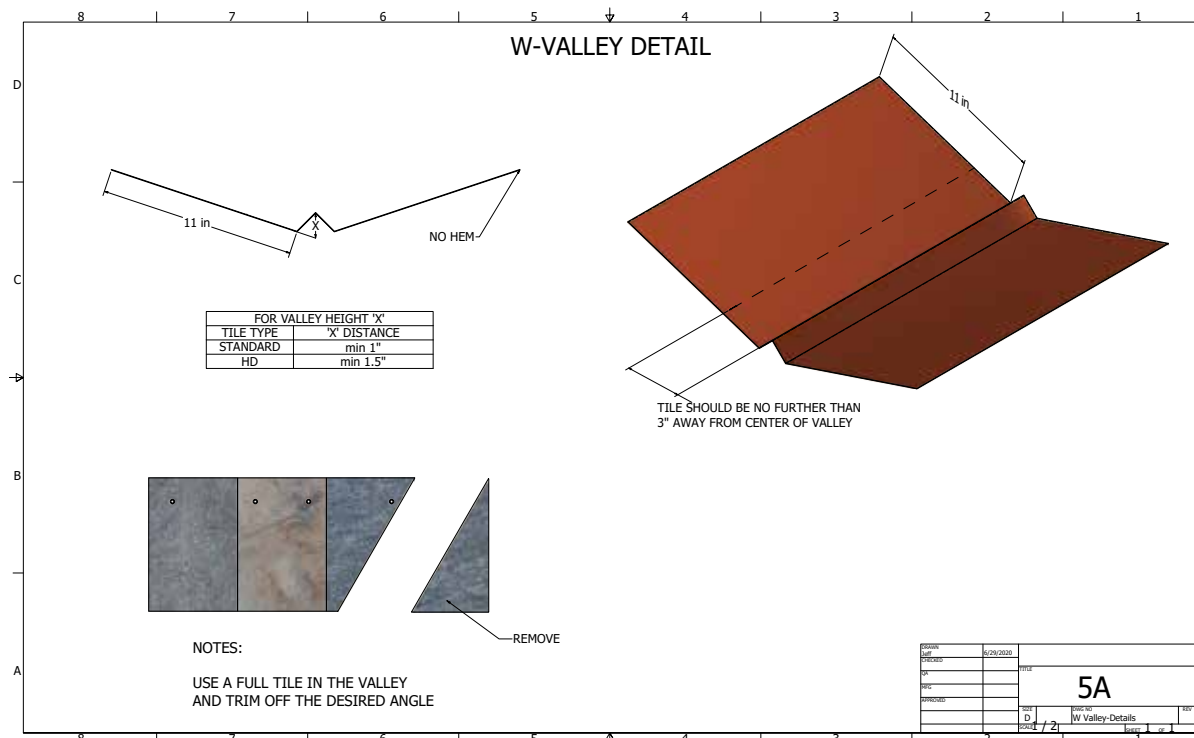 8 7 6 5 4 3 2 1
W-VALLEY DETAIL
D
11 in
11 in
X
NO HEM
C
FOR VALLEY HEIGHT 'X'
TILE TYPE 'X' DISTANCE
STANDARD min 1"
HD min 1.5"
TILE SHOULD BE NO FURTHER THAN
3" AWAY FROM CENTER OF VALLEY
B
REMOVE
NOTES:
A
USE A FULL TILE IN THE VALLEY
AND TRIM OFF THE DESIRED ANGLE
DRAWN
Jeff 6/29/2020
CHECKED
QA
MFG
APPROVED
TITLE
5A
SIZE
D
DWG NO
W Valley-Details
REV
SCALE 1 / 2
SHEET 1 OF 1
8 7 6 5 4 3 2 1